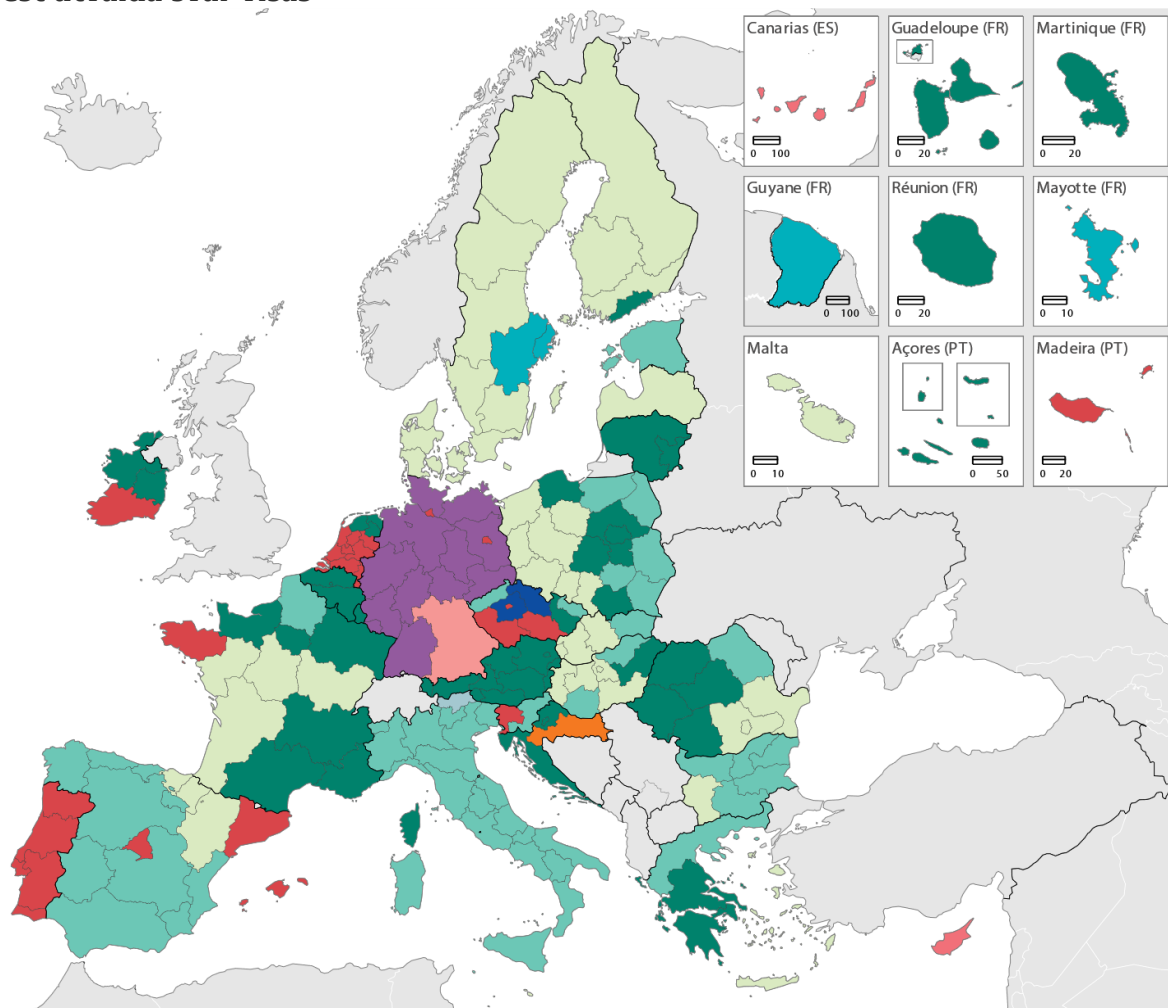 Canarias (ES)
0 100
Guadeloupe (FR)
0 20
Martinique (FR)
0 20
Guyane (FR)
0 100
Réunion (FR)
0 20
Mayotte (FR)
0 10
Malta
0 10
Açores (PT)
0 50
Madeira (PT)
0 20